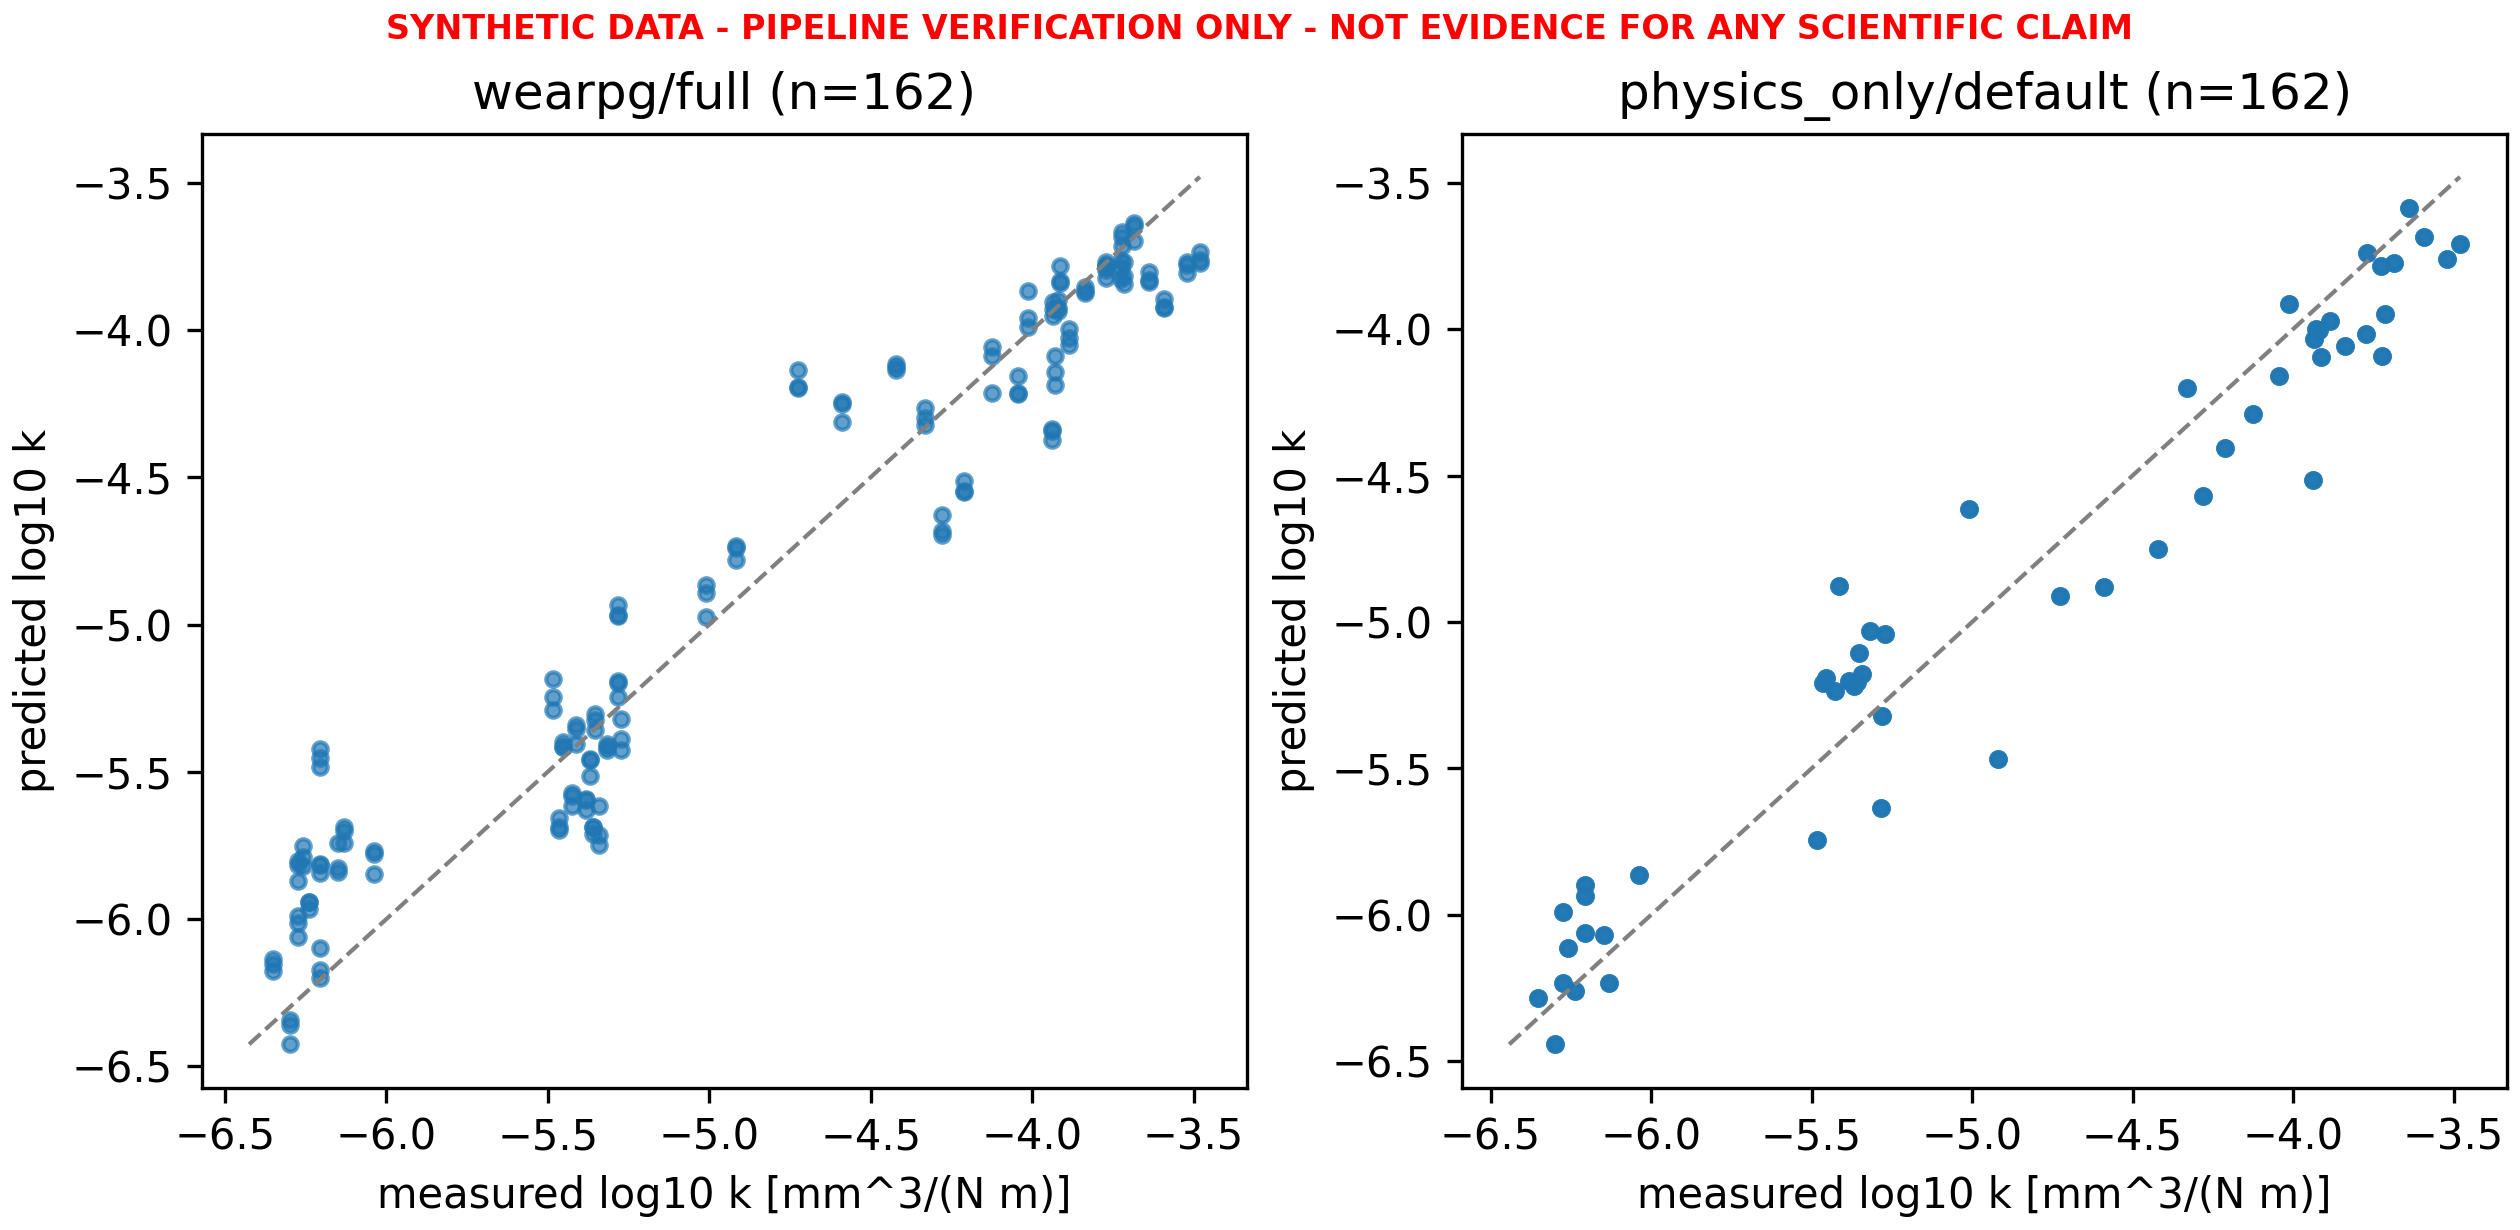 SYNTHETIC DATA - PIPELINE VERIFICATION ONLY - NOT EVIDENCE FOR ANY SCIENTIFIC CLAIM
wearpg/full (n=162)
predicted log10 k
−3.5
−4.0
−4.5
−5.0
−5.5
−6.0
−6.5
−6.5 −6.0 −5.5 −5.0 −4.5 −4.0 −3.5
measured log10 k [mm^3/(N m)]
physics_only/default (n=162)
predicted log10 k
−3.5
−4.0
−4.5
−5.0
−5.5
−6.0
−6.5
−6.5 −6.0 −5.5 −5.0 −4.5 −4.0 −3.5
measured log10 k [mm^3/(N m)]